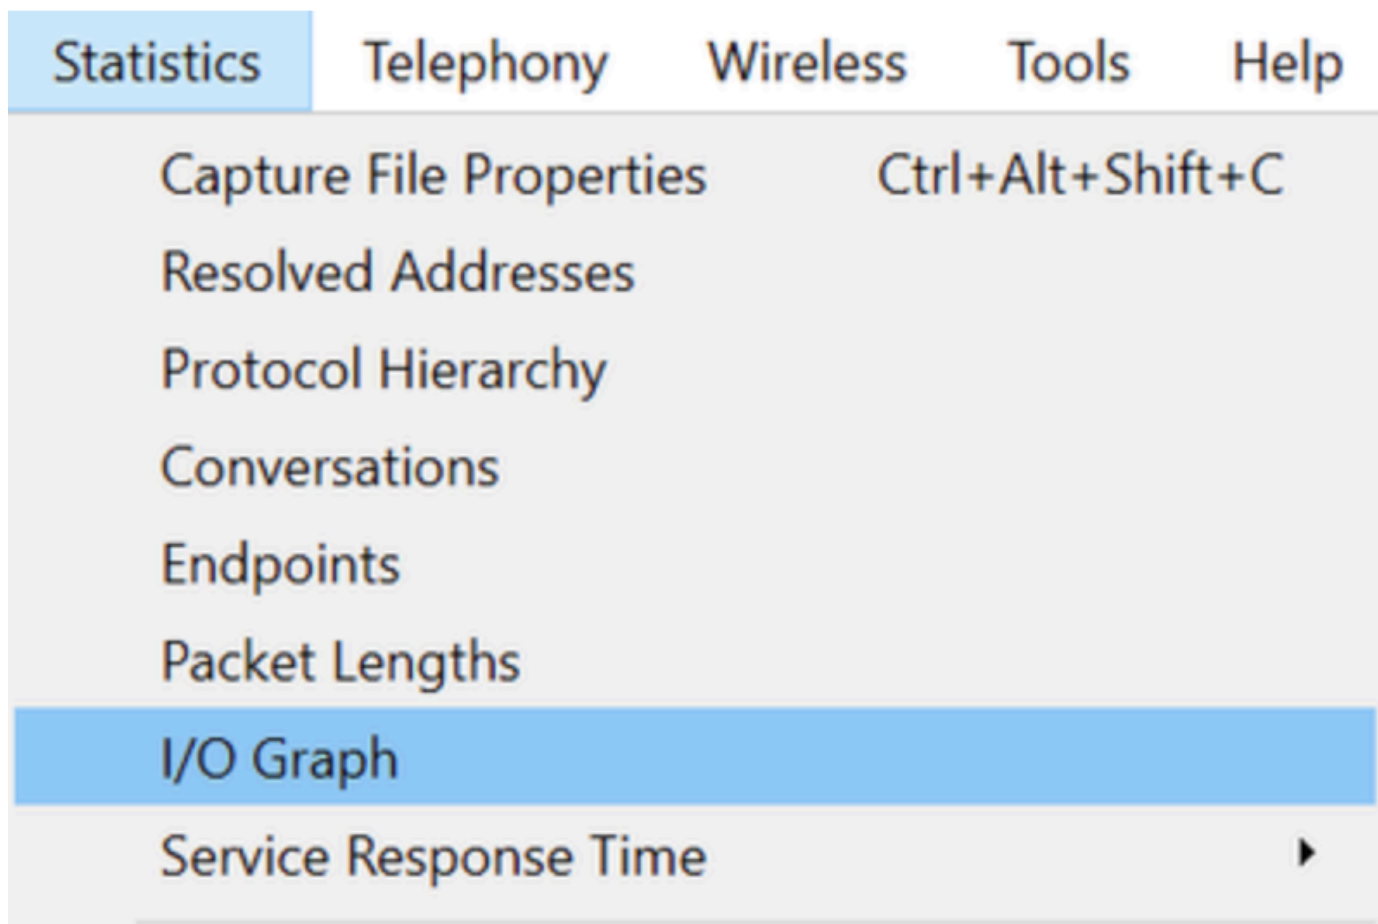 Statistics Telephony Wireless Tools Help
Capture File Properties Ctrl+Alt+Shift+C
Resolved Addresses
Protocol Hierarchy
Conversations
Endpoints
Packet Lengths
I/O Graph
Service Response Time